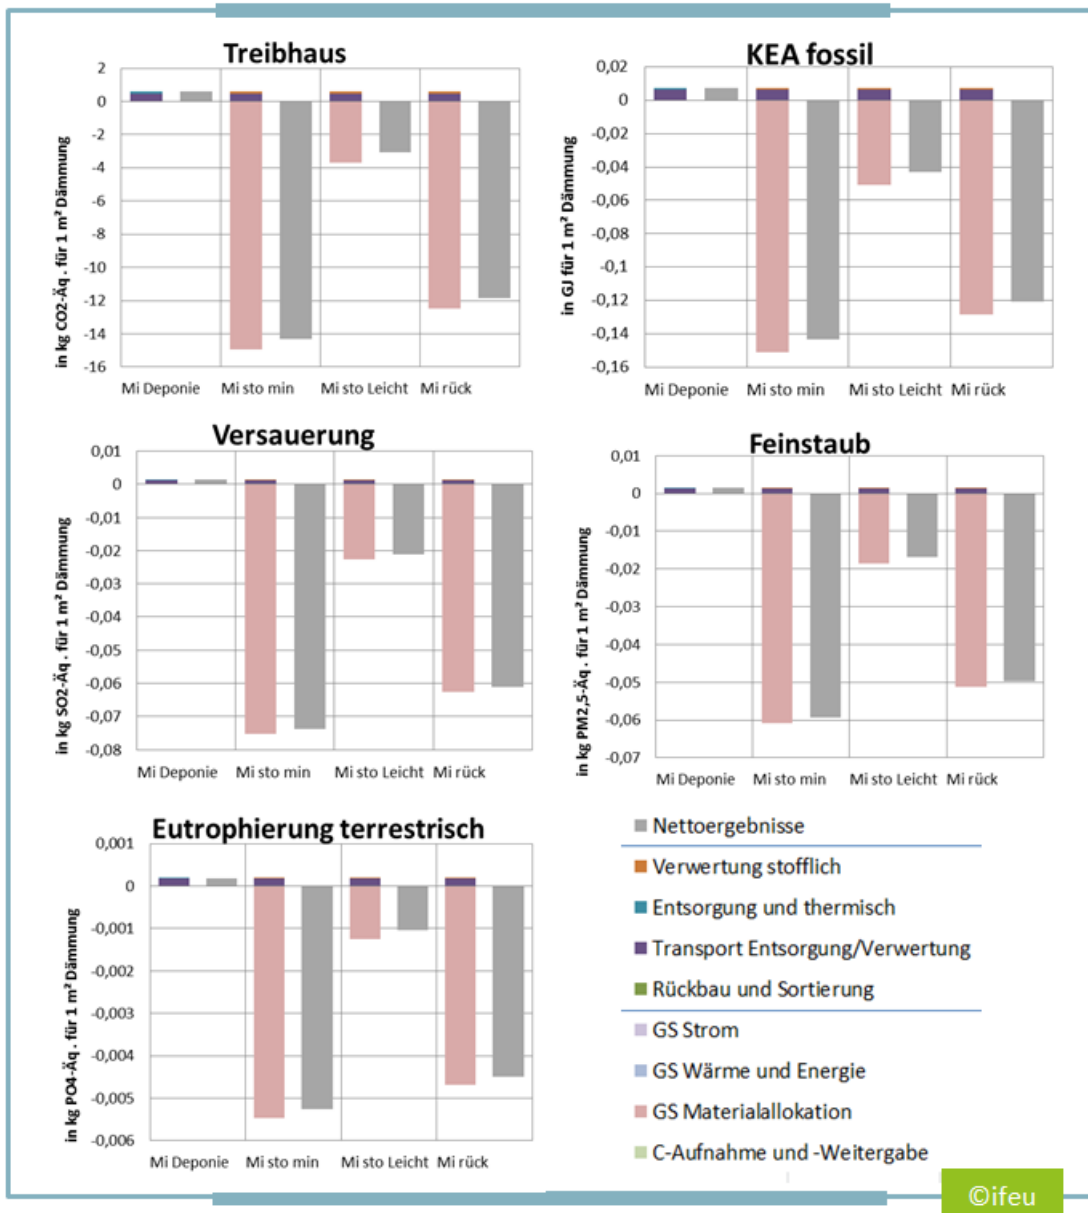 Treibhaus
in kg CO2-Äq . für 1 m² Dämmung
2
0
-2
-4
-6
-8
-10
-12
-14
-16
Mi Deponie Mi sto min Mi sto Leicht Mi rück
KEA fossil
in GJ für 1 m² Dämmung
0,02
0
-0,02
-0,04
-0,06
-0,08
-0,1
-0,12
-0,14
-0,16
Mi Deponie Mi sto min Mi sto Leicht Mi rück
Versauerung
in kg SO2-Äq . für 1 m² Dämmung
0,01
0
-0,01
-0,02
-0,03
-0,04
-0,05
-0,06
-0,07
-0,08
Mi Deponie Mi sto min Mi sto Leicht Mi rück
Feinstaub
in kg PM2,5-Äq . für 1 m² Dämmung
0,01
0
-0,01
-0,02
-0,03
-0,04
-0,05
-0,06
-0,07
Mi Deponie Mi sto min Mi sto Leicht Mi rück
Eutrophierung terrestrisch
in kg PO4-Äq . für 1 m² Dämmung
0,001
0
-0,001
-0,002
-0,003
-0,004
-0,005
-0,006
Mi Deponie Mi sto min Mi sto Leicht Mi rück
Nettoergebnisse
Verwertung stofflich
Entsorgung und thermisch
Transport Entsorgung/Verwertung
Rückbau und Sortierung
GS Strom
GS Wärme und Energie
GS Materialallokation
C-Aufnahme und -Weitergabe
©ifeu